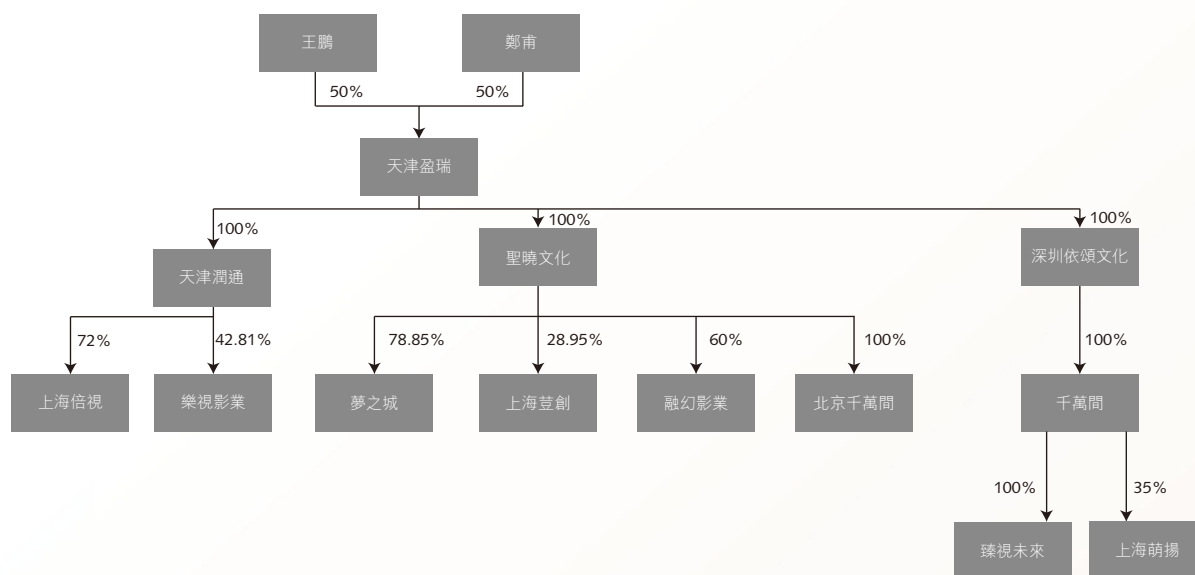 王鵬
鄭甫
50%
50%
天津盈瑞
100%
100%
100%
天津潤通
聖曉文化
深圳依頌文化
72%
42.81%
78.85%
28.95%
60%
100%
100%
上海倍視
樂視影業
夢之城
上海荳創
融幻影業
北京千萬間
千萬間
100%
35%
臻視未來
上海萌揚